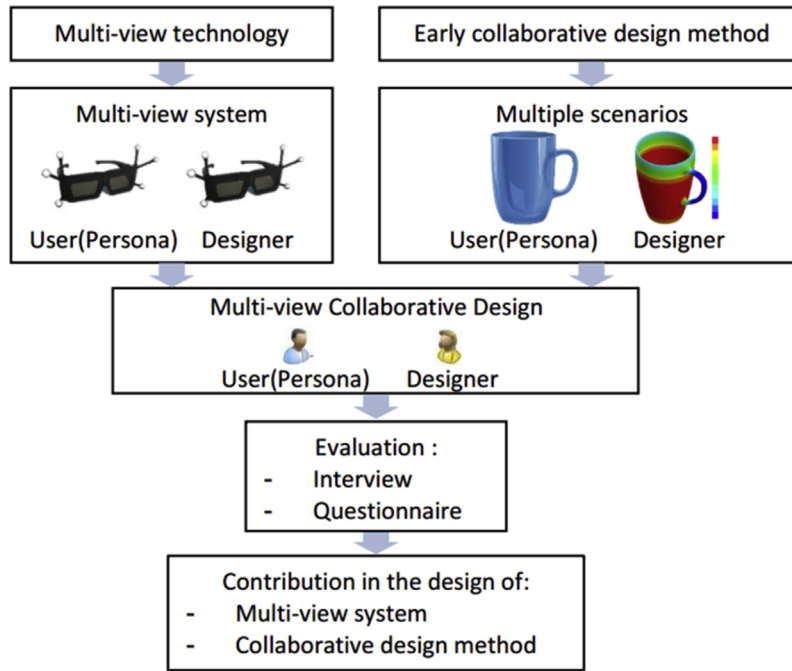 Multi-view technology
Early collaborative design method
Multi-view system
User(Persona) Designer
Multiple scenarios
User(Persona) Designer
Multi-view Collaborative Design
User(Persona) Designer
Evaluation :
- Interview
- Questionnaire
Contribution in the design of:
- Multi-view system
- Collaborative design method